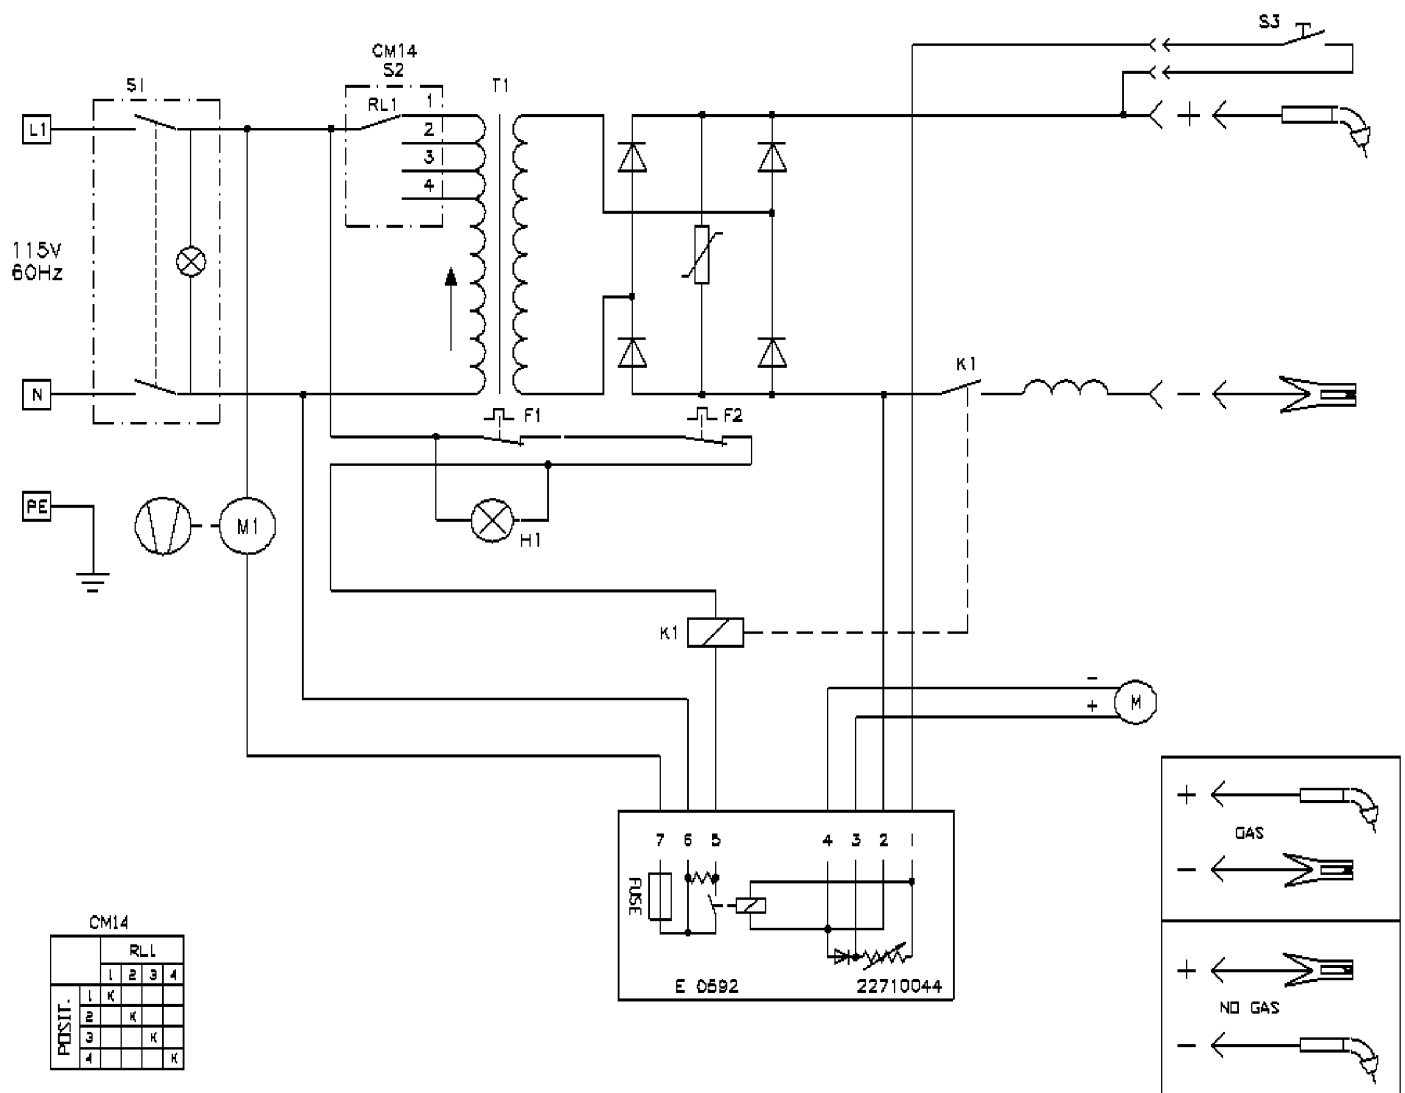 S3
CM14
S2
S1
T1
RL1
1
2
3
4
L1
+
115V
60Hz
N
K1
-
F1
F2
PE
M1
H1
K1
-
+
M
7 6 5 4 3 2 1
FUSE
E 0592
22710044
+
GAS
-
+
NO GAS
-
CM14
RL1
1 2 3 4
POSIT.
1 K
2 K
3 K
4 K